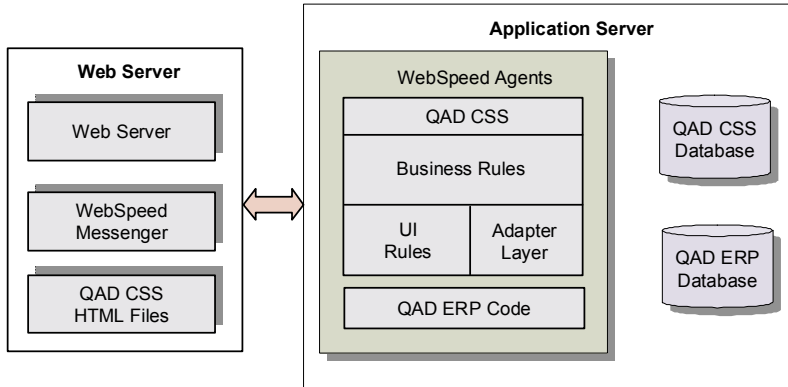 Application Server
Web Server
Web Server
WebSpeed
Messenger
QAD CSS
HTML Files
WebSpeed Agents
QAD CSS
Business Rules
UI
Rules
Adapter
Layer
QAD ERP Code
QAD CSS
Database
QAD ERP
Database